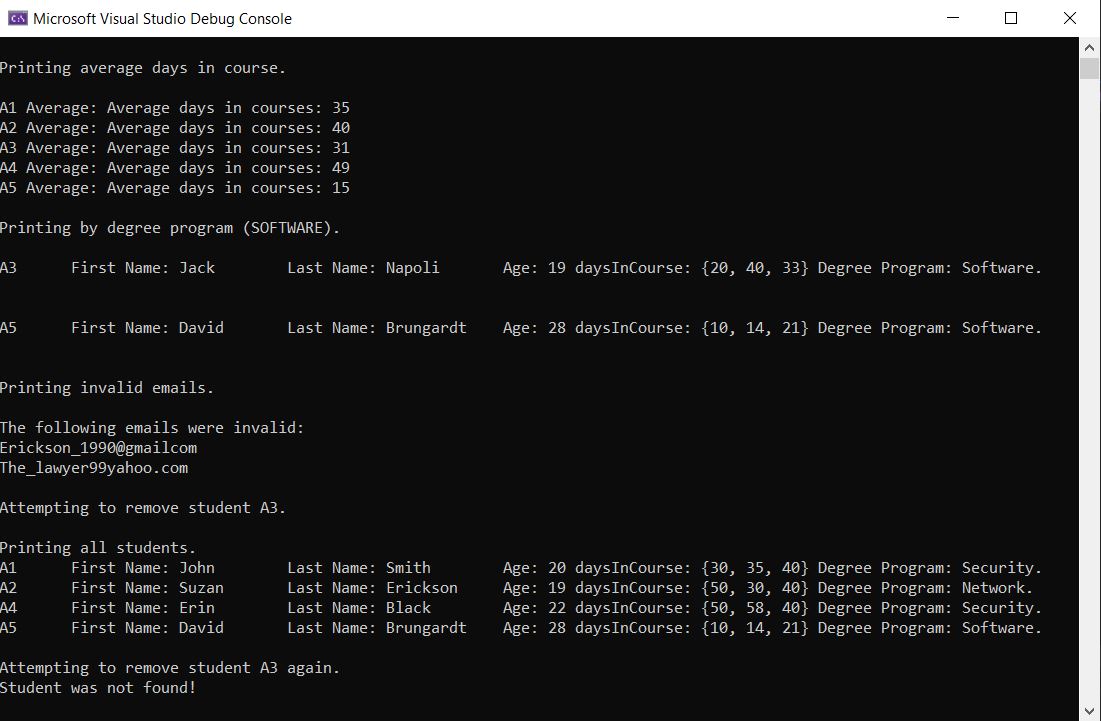 Microsoft Visual Studio Debug Console
Printing average days in course.
A1 Average: Average days in courses: 35
A2 Average: Average days in courses: 40
A3 Average: Average days in courses: 31
A4 Average: Average days in courses: 49
A5 Average: Average days in courses: 15
Printing by degree program (SOFTWARE).
A3 First Name: Jack Last Name: Napoli Age: 19 daysInCourse: {20, 40, 33} Degree Program: Software.
A5 First Name: David Last Name: Brungardt Age: 28 daysInCourse: {10, 14, 21} Degree Program: Software.
Printing invalid emails.
The following emails were invalid:
Erickson_1990@gmailcom
The_lawyer99yahoo.com
Attempting to remove student A3.
Printing all students.
A1 First Name: John Last Name: Smith Age: 20 daysInCourse: {30, 35, 40} Degree Program: Security.
A2 First Name: Suzan Last Name: Erickson Age: 19 daysInCourse: {50, 30, 40} Degree Program: Network.
A4 First Name: Erin Last Name: Black Age: 22 daysInCourse: {50, 58, 40} Degree Program: Security.
A5 First Name: David Last Name: Brungardt Age: 28 daysInCourse: {10, 14, 21} Degree Program: Software.
Attempting to remove student A3 again.
Student was not found!